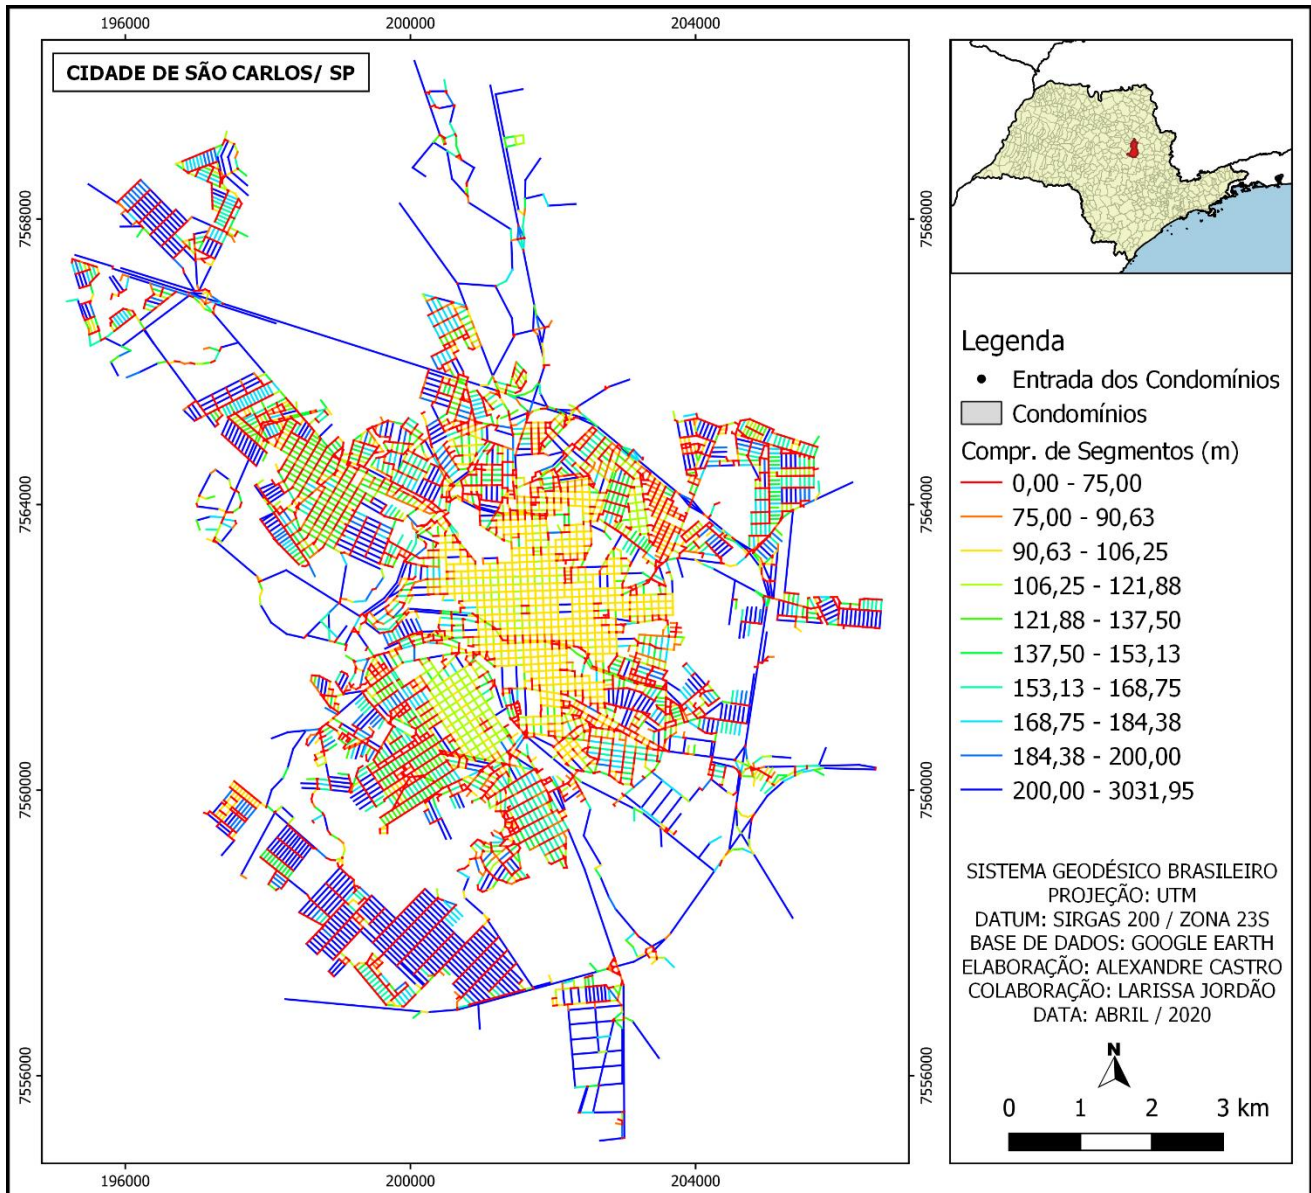 196000
200000
204000
CIDADE DE SÃO CARLOS/ SP
7568000
7568000
7564000
7564000
7560000
7560000
7556000
7556000
196000
200000
204000
Legenda
Entrada dos Condomínios
Condomínios
Compr. de Segmentos (m)
0,00 - 75,00
75,00 - 90,63
90,63 - 106,25
106,25 - 121,88
121,88 - 137,50
137,50 - 153,13
153,13 - 168,75
168,75 - 184,38
184,38 - 200,00
200,00 - 3031,95
SISTEMA GEODÉSICO BRASILEIRO
PROJEÇÃO: UTM
DATUM: SIRGAS 200 / ZONA 23S
BASE DE DADOS: GOOGLE EARTH
ELABORAÇÃO: ALEXANDRE CASTRO
COLABORAÇÃO: LARISSA JORDÃO
DATA: ABRIL / 2020
N
0 1 2 3 km